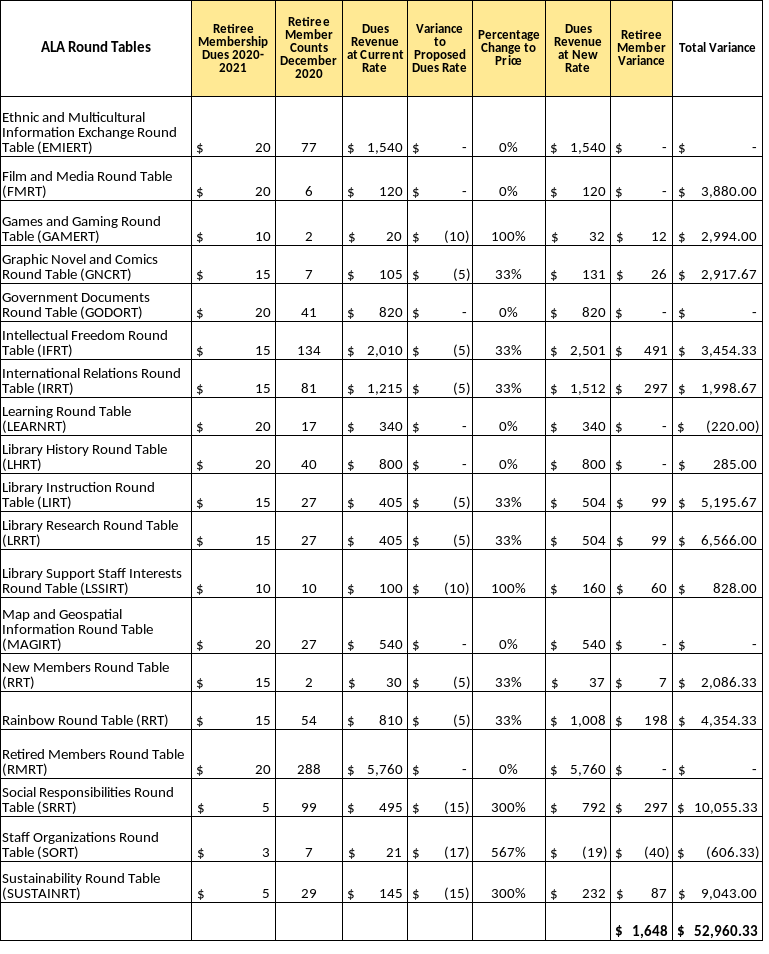 ALA Round Tables | Retiree Membership Dues 2020-2021 | Retiree Member Counts December 2020 | Dues Revenue at Current Rate | Variance to Proposed Dues Rate | Percentage Change to Price | Dues Revenue at New Rate | Retiree Member Variance | Total Variance
Ethnic and Multicultural Information Exchange Round Table (EMIERT) | $ 20 | 77 | $ 1,540 | $ - | 0% | $ 1,540 | $ - | $ -
Film and Media Round Table (FMRT) | $ 20 | 6 | $ 120 | $ - | 0% | $ 120 | $ - | $ 3,880.00
Games and Gaming Round Table (GAMERT) | $ 10 | 2 | $ 20 | $ (10) | 100% | $ 32 | $ 12 | $ 2,994.00
Graphic Novel and Comics Round Table (GNCRT) | $ 15 | 7 | $ 105 | $ (5) | 33% | $ 131 | $ 26 | $ 2,917.67
Government Documents Round Table (GODORT) | $ 20 | 41 | $ 820 | $ - | 0% | $ 820 | $ - | $ -
Intellectual Freedom Round Table (IFRT) | $ 15 | 134 | $ 2,010 | $ (5) | 33% | $ 2,501 | $ 491 | $ 3,454.33
International Relations Round Table (IRRT) | $ 15 | 81 | $ 1,215 | $ (5) | 33% | $ 1,512 | $ 297 | $ 1,998.67
Learning Round Table (LEARNRT) | $ 20 | 17 | $ 340 | $ - | 0% | $ 340 | $ - | $ (220.00)
Library History Round Table (LHRT) | $ 20 | 40 | $ 800 | $ - | 0% | $ 800 | $ - | $ 285.00
Library Instruction Round Table (LIRT) | $ 15 | 27 | $ 405 | $ (5) | 33% | $ 504 | $ 99 | $ 5,195.67
Library Research Round Table (LRRT) | $ 15 | 27 | $ 405 | $ (5) | 33% | $ 504 | $ 99 | $ 6,566.00
Library Support Staff Interests Round Table (LSSIRT) | $ 10 | 10 | $ 100 | $ (10) | 100% | $ 160 | $ 60 | $ 828.00
Map and Geospatial Information Round Table (MAGIRT) | $ 20 | 27 | $ 540 | $ - | 0% | $ 540 | $ - | $ -
New Members Round Table (RRT) | $ 15 | 2 | $ 30 | $ (5) | 33% | $ 37 | $ 7 | $ 2,086.33
Rainbow Round Table (RRT) | $ 15 | 54 | $ 810 | $ (5) | 33% | $ 1,008 | $ 198 | $ 4,354.33
Retired Members Round Table (RMRT) | $ 20 | 288 | $ 5,760 | $ - | 0% | $ 5,760 | $ - | $ -
Social Responsibilities Round Table (SRRT) | $ 5 | 99 | $ 495 | $ (15) | 300% | $ 792 | $ 297 | $ 10,055.33
Staff Organizations Round Table (SORT) | $ 3 | 7 | $ 21 | $ (17) | 567% | $ (19) | $ (40) | $ (606.33)
Sustainability Round Table (SUSTAINRT) | $ 5 | 29 | $ 145 | $ (15) | 300% | $ 232 | $ 87 | $ 9,043.00
$ 1,648 | $ 52,960.33